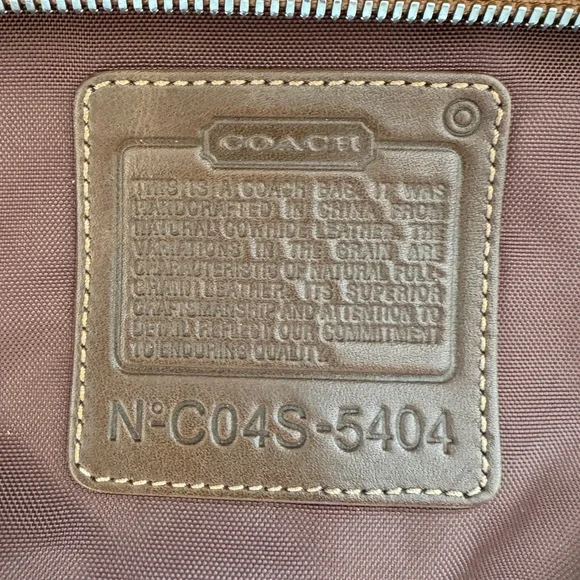 COACH
THIS IS A COACH BAG. IT WAS
HANDCRAFTED IN CHINA FROM
NATURAL COWHIDE LEATHER. THE
VARIATIONS IN THE GRAIN ARE
CHARACTERISTIC OF NATURAL FULL-
GRAIN LEATHER. ITS SUPERIOR
CRAFTSMANSHIP AND ATTENTION TO
DETAIL REFLECT OUR COMMITMENT
TO ENDURING QUALITY.
Nº-C04S-5404